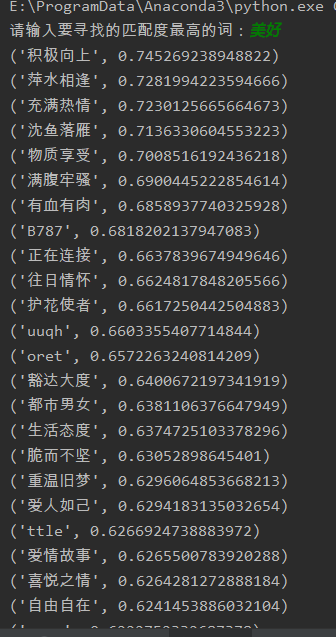 E:\ProgramData\Anaconda3\python.exe
请输入要寻找的匹配度最高的词：美好
('积极向上', 0.745269238948822)
('萍水相逢', 0.7281994223594666)
('充满热情', 0.7230125665664673)
('沈鱼落雁', 0.7136330604553223)
('物质享受', 0.7008516192436218)
('满腹牢骚', 0.6900445222854614)
('有血有肉', 0.6858937740325928)
('B787', 0.6818202137947083)
('正在连接', 0.6637839674949646)
('往日情怀', 0.6624817848205566)
('护花使者', 0.6617250442504883)
('uuqh', 0.6603355407714844)
('oret', 0.6572263240814209)
('豁达大度', 0.6400672197341919)
('都市男女', 0.6381106376647949)
('生活态度', 0.6374725103378296)
('脆而不坚', 0.63052898645401)
('重温旧梦', 0.6296064853668213)
('爱人如己', 0.6294183135032654)
('ttle', 0.6266924738883972)
('爱情故事', 0.6265500783920288)
('喜悦之情', 0.6264281272888184)
('自由自在', 0.6241453886032104)